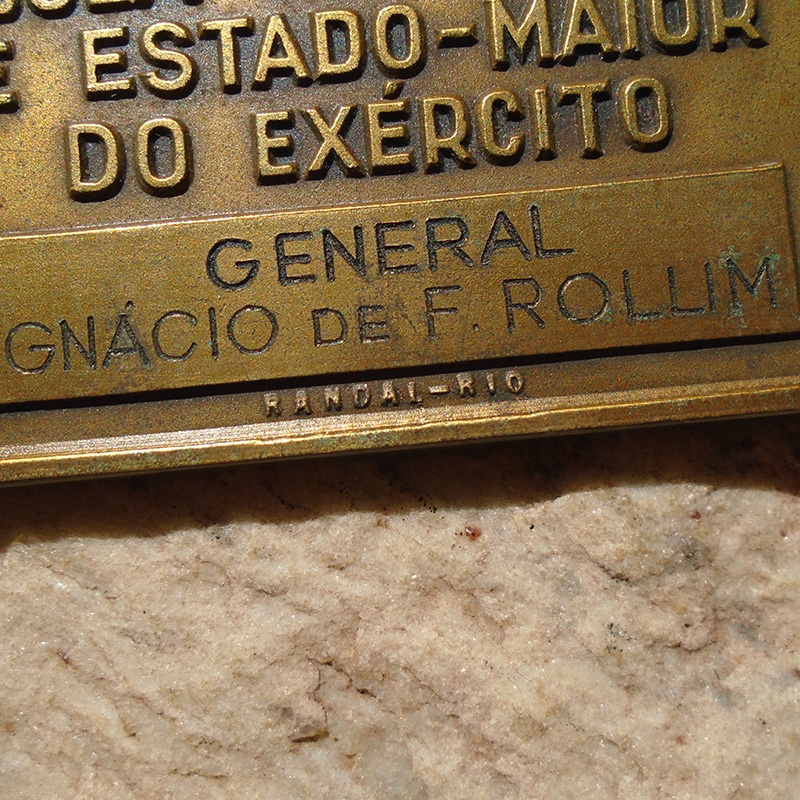 E ESTADO-MAIOR
DO EXÉRCITO
GENERAL
GNÁCIO DE F. ROLLIM
RANDAL-RIO